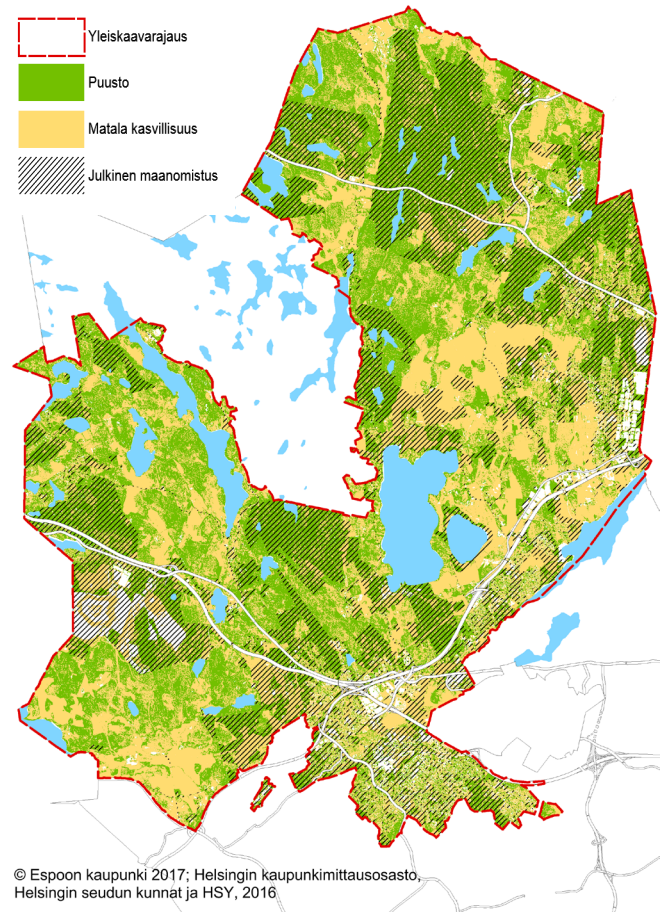 Yleiskaavarajaus
Puusto
Matala kasvillisuus
Julkinen maanomistus
© Espoon kaupunki 2017; Helsingin kaupunkimittausosasto,
Helsingin seudun kunnat ja HSY, 2016